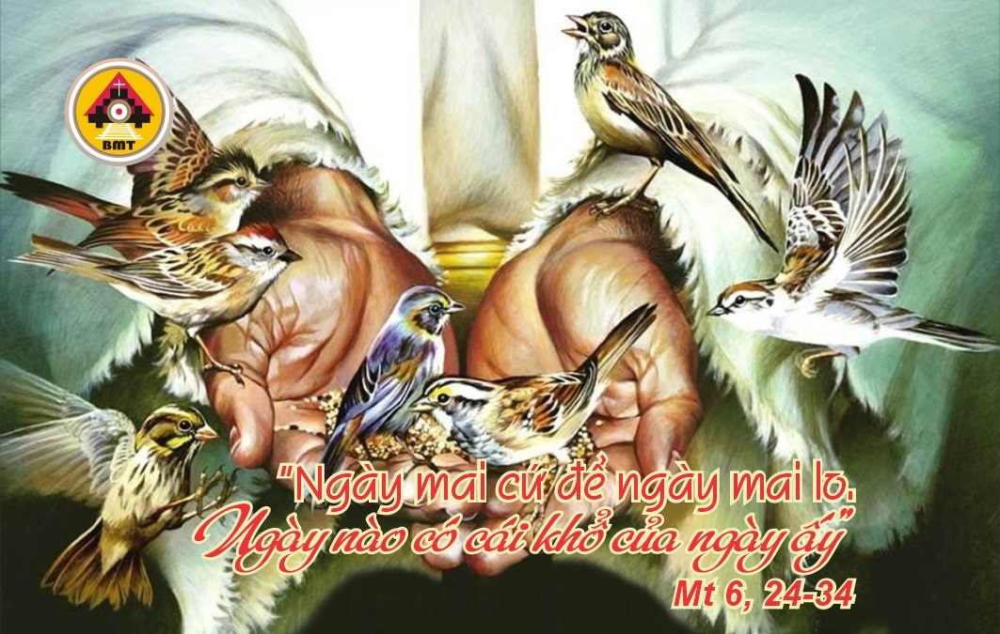 BMT
"Ngày mai cứ để ngày mai lo.
Ngày nào có cái khổ của ngày ấy"
Mt 6, 24-34